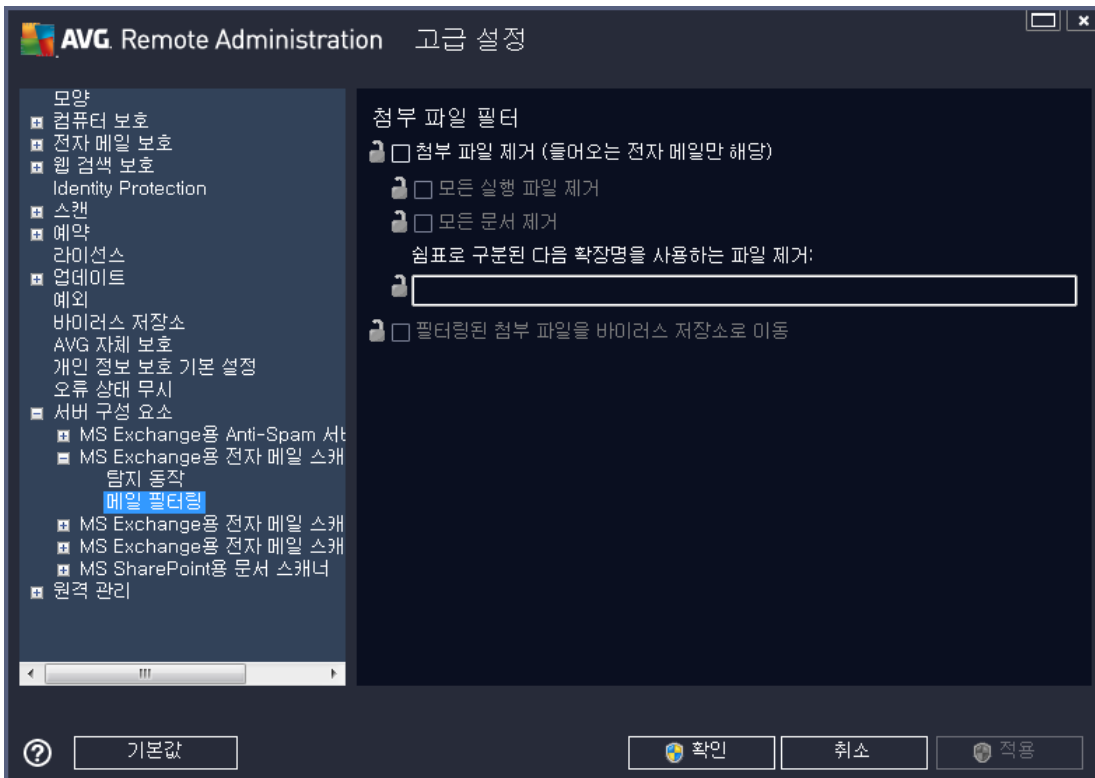 AVG. Remote Administration 고급 설정
모양
컴퓨터 보호
전자 메일 보호
웹 검색 보호
Identity Protection
스캔
예약
라이선스
업데이트
예외
바이러스 저장소
AVG 자체 보호
개인 정보 보호 기본 설정
오류 상태 무시
서버 구성 요소
MS Exchange용 Anti-Spam 서버
MS Exchange용 전자 메일 스캐
탐지 동작
메일 필터링
MS Exchange용 전자 메일 스캐
MS Exchange용 전자 메일 스캐
MS SharePoint용 문서 스캐너
원격 관리
첨부 파일 필터
첨부 파일 제거 (들어오는 전자 메일만 해당)
모든 실행 파일 제거
모든 문서 제거
쉼표로 구분된 다음 확장명을 사용하는 파일 제거:
필터링된 첨부 파일을 바이러스 저장소로 이동
기본값
확인
취소
적용